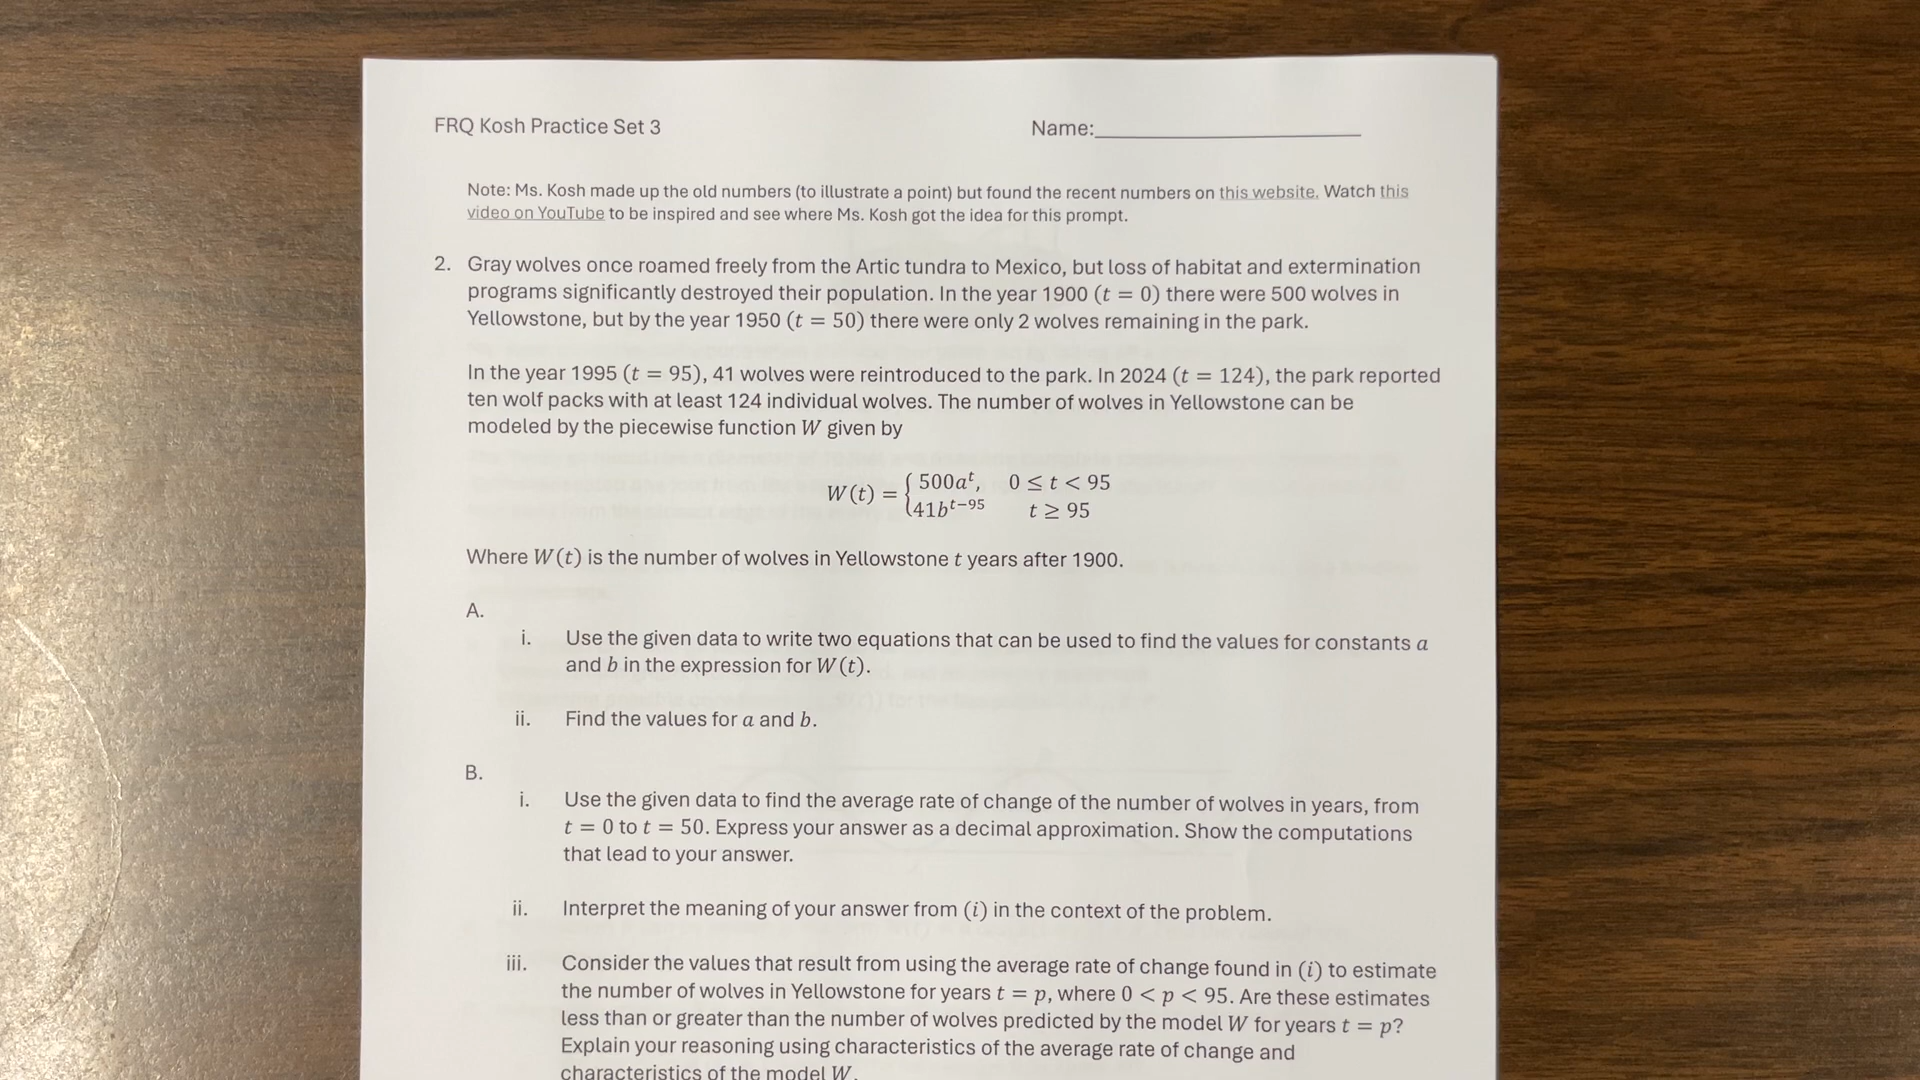 FRQ Kosh Practice Set 3
Name:
Note: Ms. Kosh made up the old numbers (to illustrate a point) but found the recent numbers on this website. Watch this
video on YouTube to be inspired and see where Ms. Kosh got the idea for this prompt.
2. Gray wolves once roamed freely from the Artic tundra to Mexico, but loss of habitat and extermination
programs significantly destroyed their population. In the year 1900 (t = 0) there were 500 wolves in
Yellowstone, but by the year 1950 (t = 50) there were only 2 wolves remaining in the park.
In the year 1995 (t = 95), 41 wolves were reintroduced to the park. In 2024 (t = 124), the park reported
ten wolf packs with at least 124 individual wolves. The number of wolves in Yellowstone can be
modeled by the piecewise function W given by
W(t) = { 500a^t, 0 ≤ t < 95
41b^(t−95) t ≥ 95
Where W(t) is the number of wolves in Yellowstone t years after 1900.
A.
i. Use the given data to write two equations that can be used to find the values for constants a
and b in the expression for W(t).
ii. Find the values for a and b.
B.
i. Use the given data to find the average rate of change of the number of wolves in years, from
t = 0 to t = 50. Express your answer as a decimal approximation. Show the computations
that lead to your answer.
ii. Interpret the meaning of your answer from (i) in the context of the problem.
iii. Consider the values that result from using the average rate of change found in (i) to estimate
the number of wolves in Yellowstone for years t = p, where 0 < p < 95. Are these estimates
less than or greater than the number of wolves predicted by the model W for years t = p?
Explain your reasoning using characteristics of the average rate of change and
characteristics of the model W.